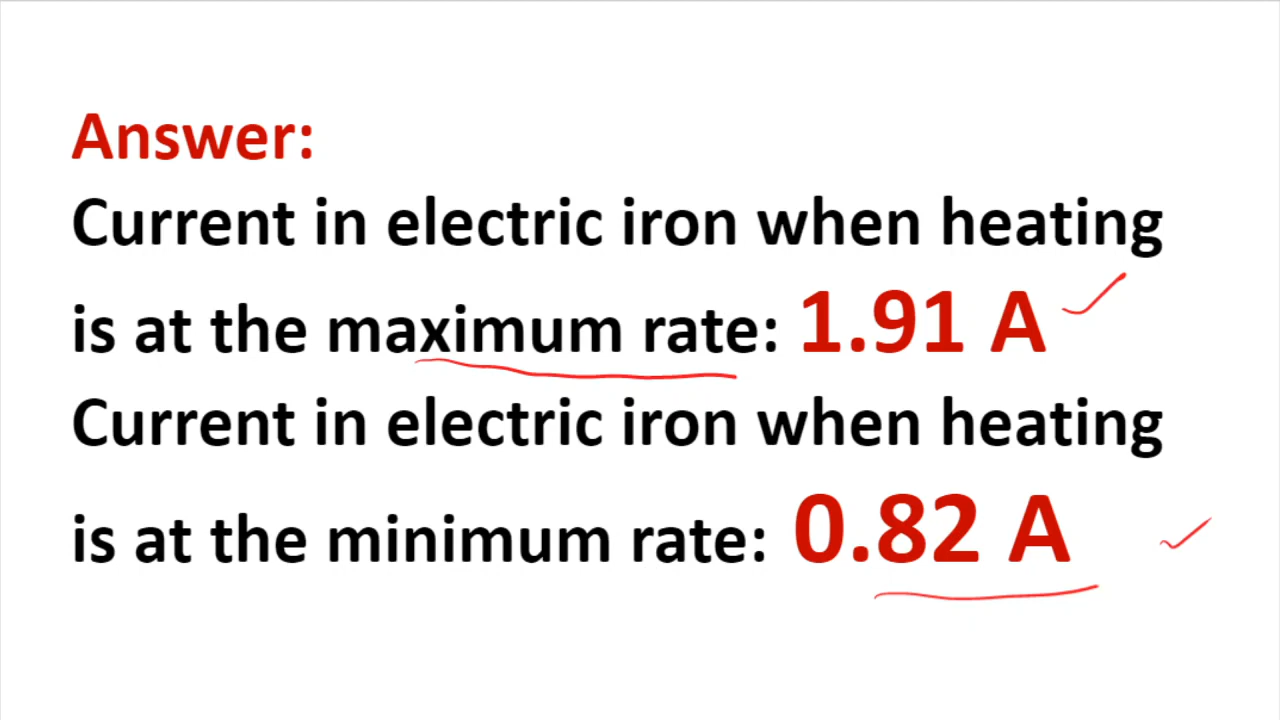 Answer:
Current in electric iron when heating
is at the maximum rate: 1.91 A
Current in electric iron when heating
is at the minimum rate: 0.82 A